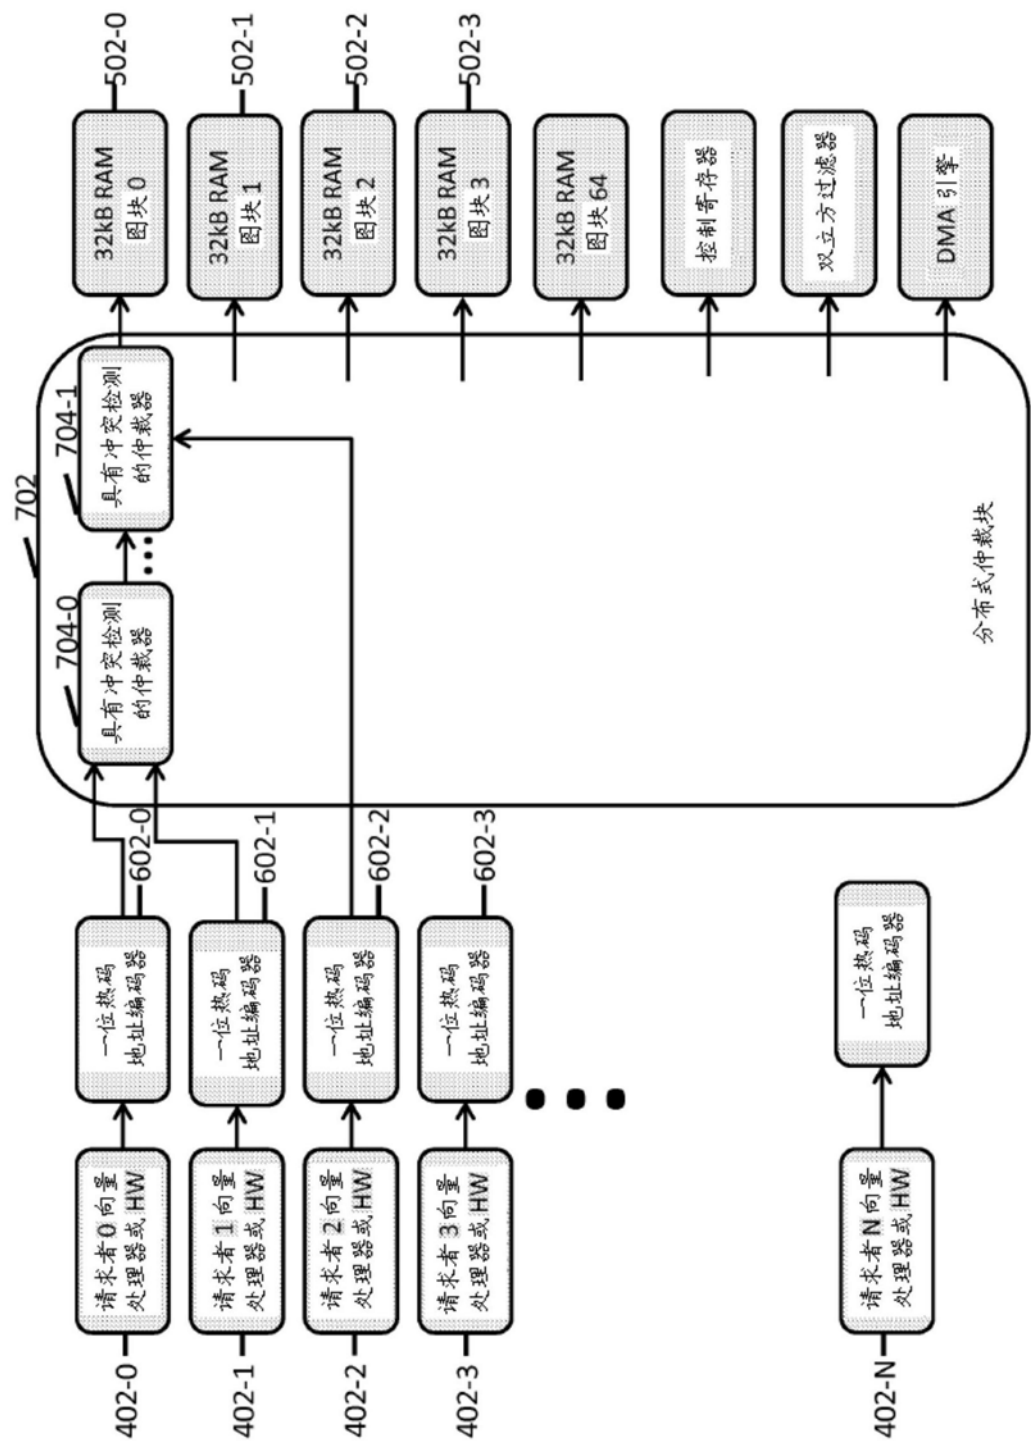 402-0
请求者0向量
处理器或 HW
一位热码
地址编码器
602-0
402-1
请求者1向量
处理器或 HW
一位热码
地址编码器
602-1
402-2
请求者2向量
处理器或 HW
一位热码
地址编码器
602-2
402-3
请求者3向量
处理器或 HW
一位热码
地址编码器
602-3
402-N
请求者N向量
处理器或 HW
一位热码
地址编码器
702
704-0
具有冲突检测
的仲裁器
704-1
具有冲突检测
的仲裁器
分布式仲裁块
502-0
32kB RAM
图块 0
502-1
32kB RAM
图块 1
502-2
32kB RAM
图块 2
502-3
32kB RAM
图块 3
32kB RAM
图块 64
控制寄存器
双立方过滤器
DMA 引擎